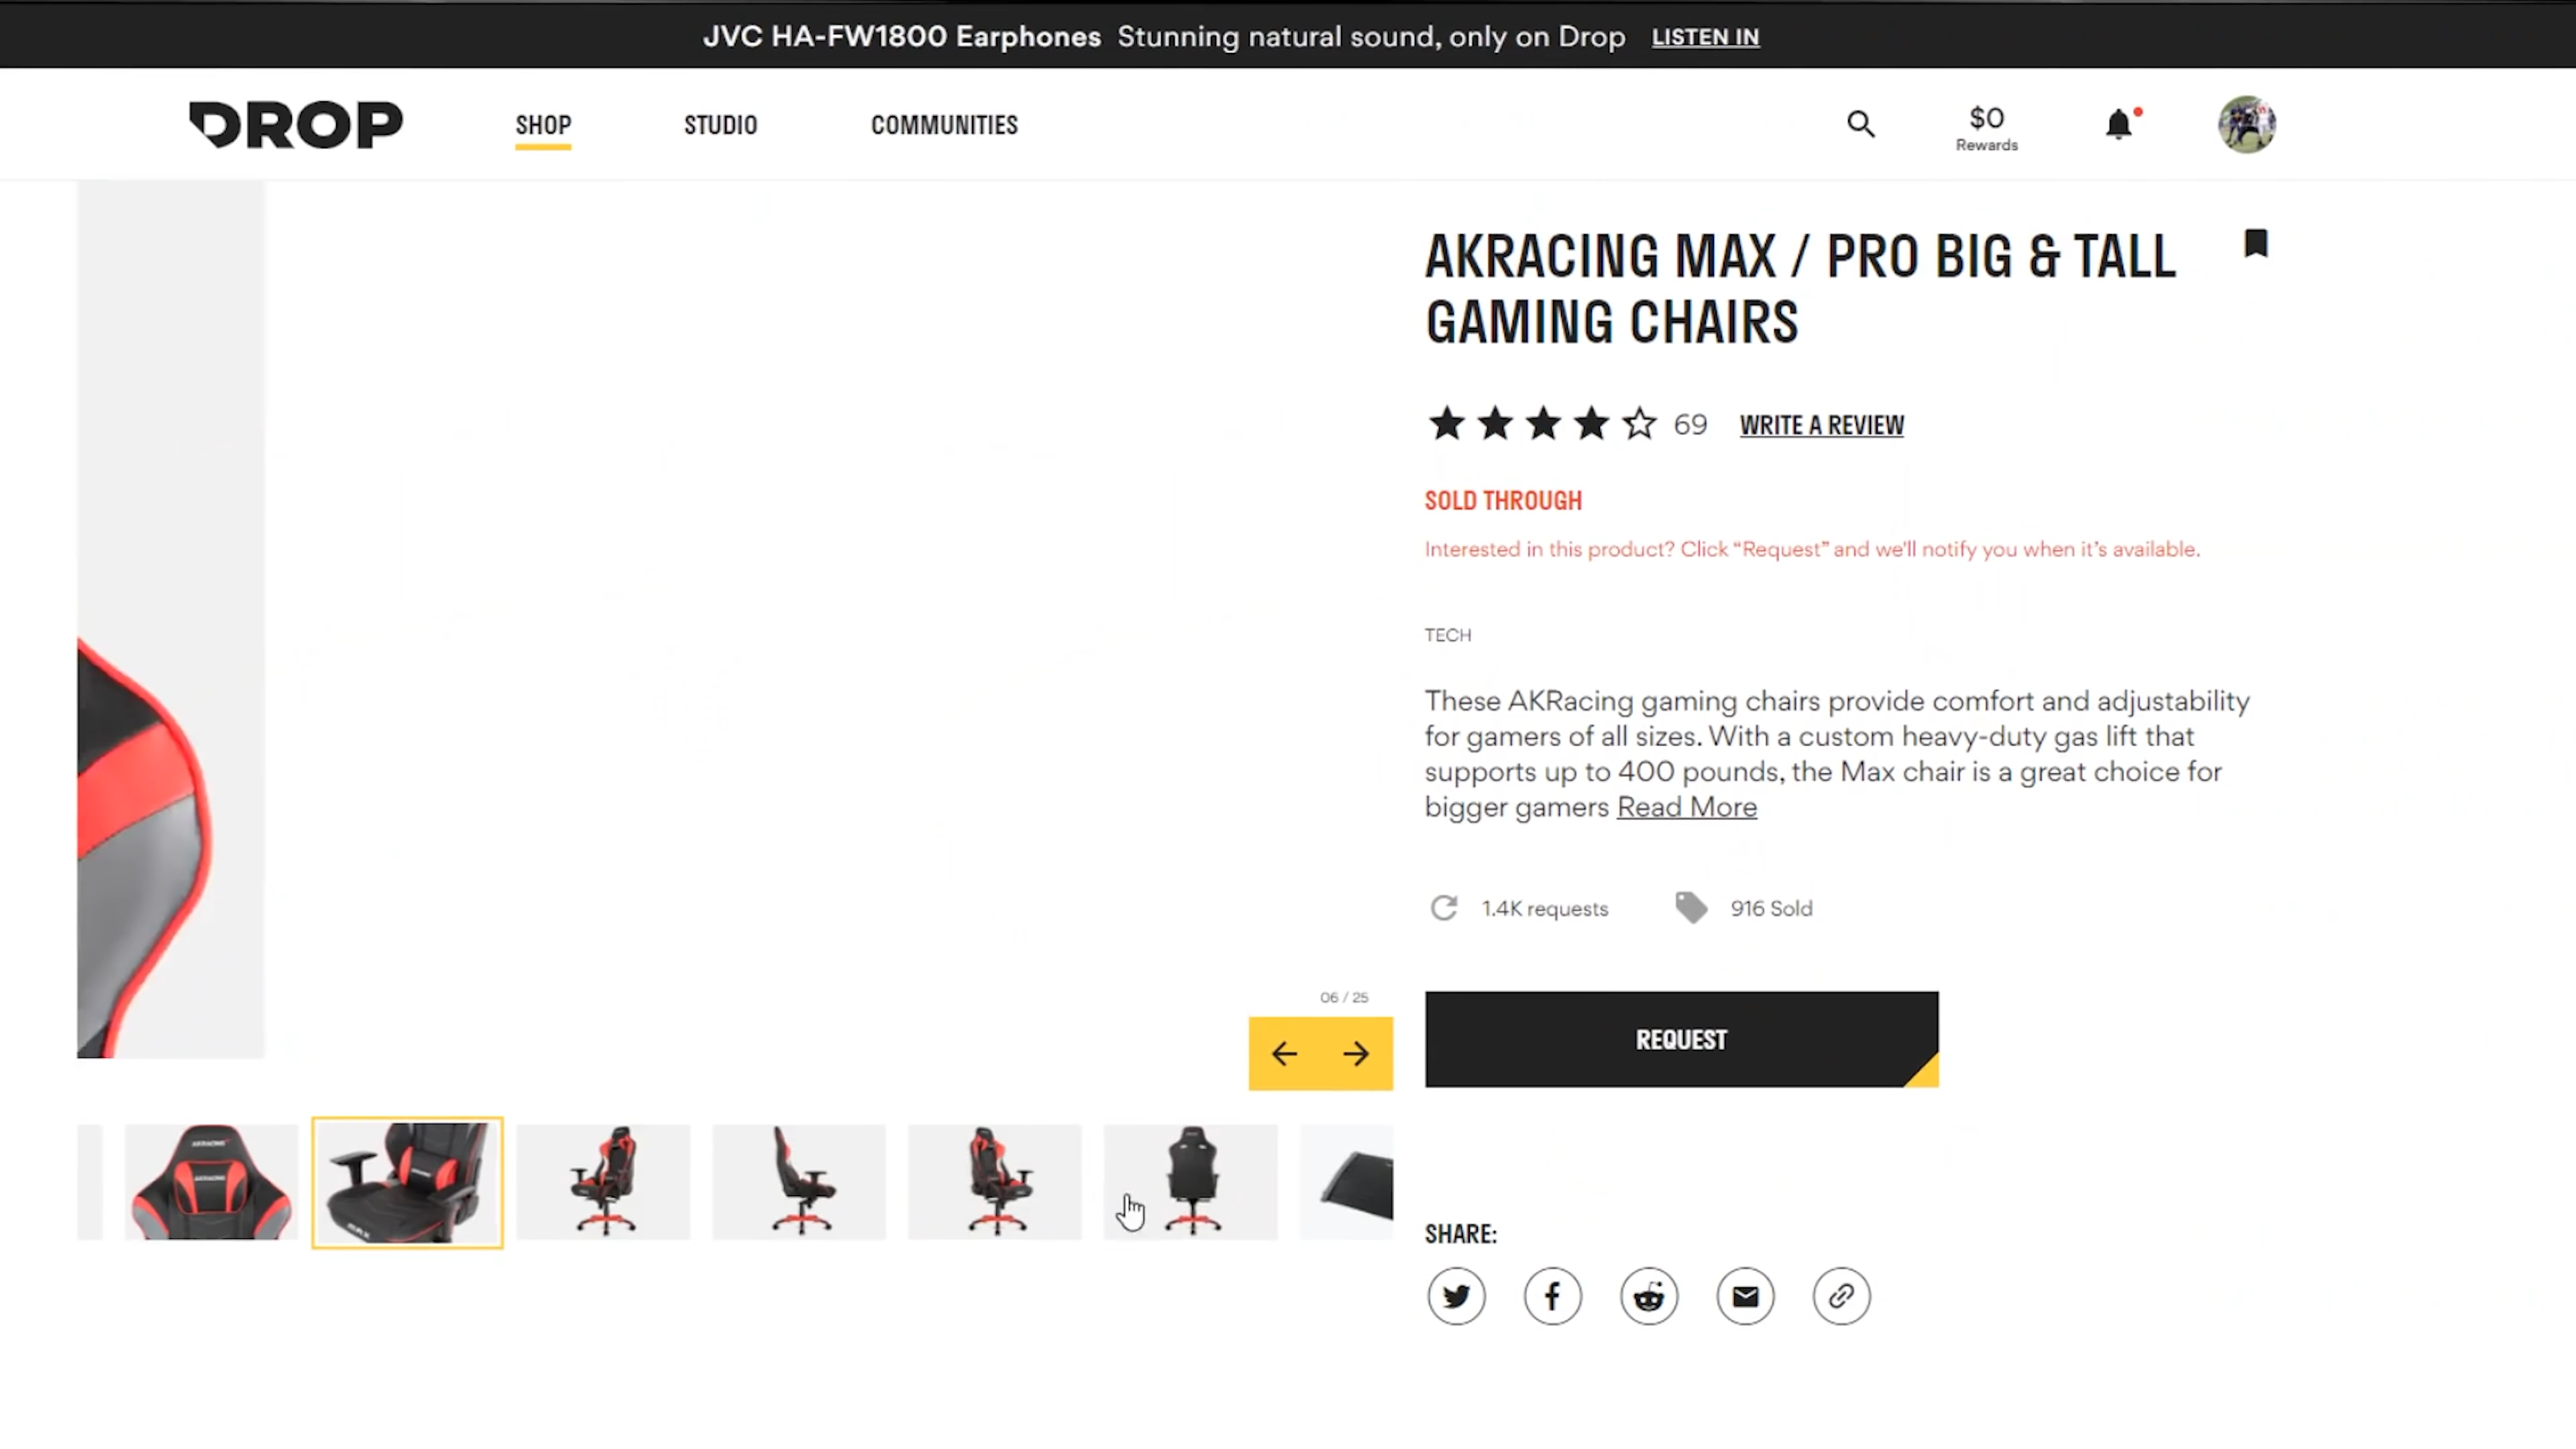 JVC HA-FW1800 Earphones Stunning natural sound, only on Drop LISTEN IN
DROP SHOP STUDIO COMMUNITIES $0
Rewards
AKRACING MAX / PRO BIG & TALL
GAMING CHAIRS
69 WRITE A REVIEW
SOLD THROUGH
Interested in this product? Click “Request” and we'll notify you when it’s available.
TECH
These AKRacing gaming chairs provide comfort and adjustability
for gamers of all sizes. With a custom heavy-duty gas lift that
supports up to 400 pounds, the Max chair is a great choice for
bigger gamers Read More
1.4K requests 916 Sold
06 / 25
REQUEST
AKRACING
AKRACING
MAX
SHARE: